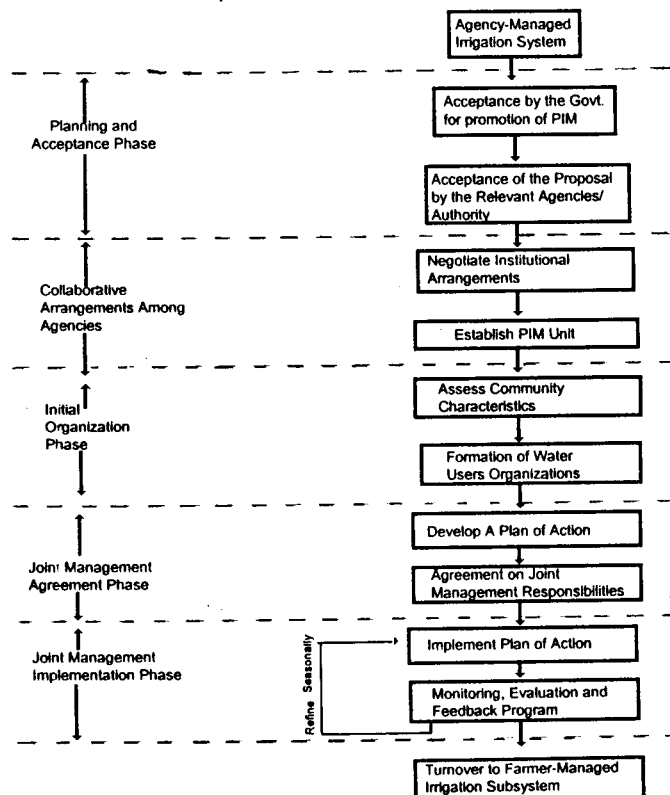 Agency-Managed
Irrigation System
Planning and
Acceptance Phase
Acceptance by the Govt.
for promotion of PIM
Acceptance of the Proposal
by the Relevant Agencies/
Authority
Collaborative
Arrangements Among
Agencies
Negotiate Institutional
Arrangements
Establish PIM Unit
Initial
Organization
Phase
Assess Community
Characteristics
Formation of Water
Users Organizations
Joint Management
Agreement Phase
Develop A Plan of Action
Agreement on Joint
Management Responsibilities
Joint Management
Implementation Phase
Refine Seasonally
Implement Plan of Action
Monitoring, Evaluation and
Feedback Program
Turnover to Farmer-Managed
Irrigation Subsystem